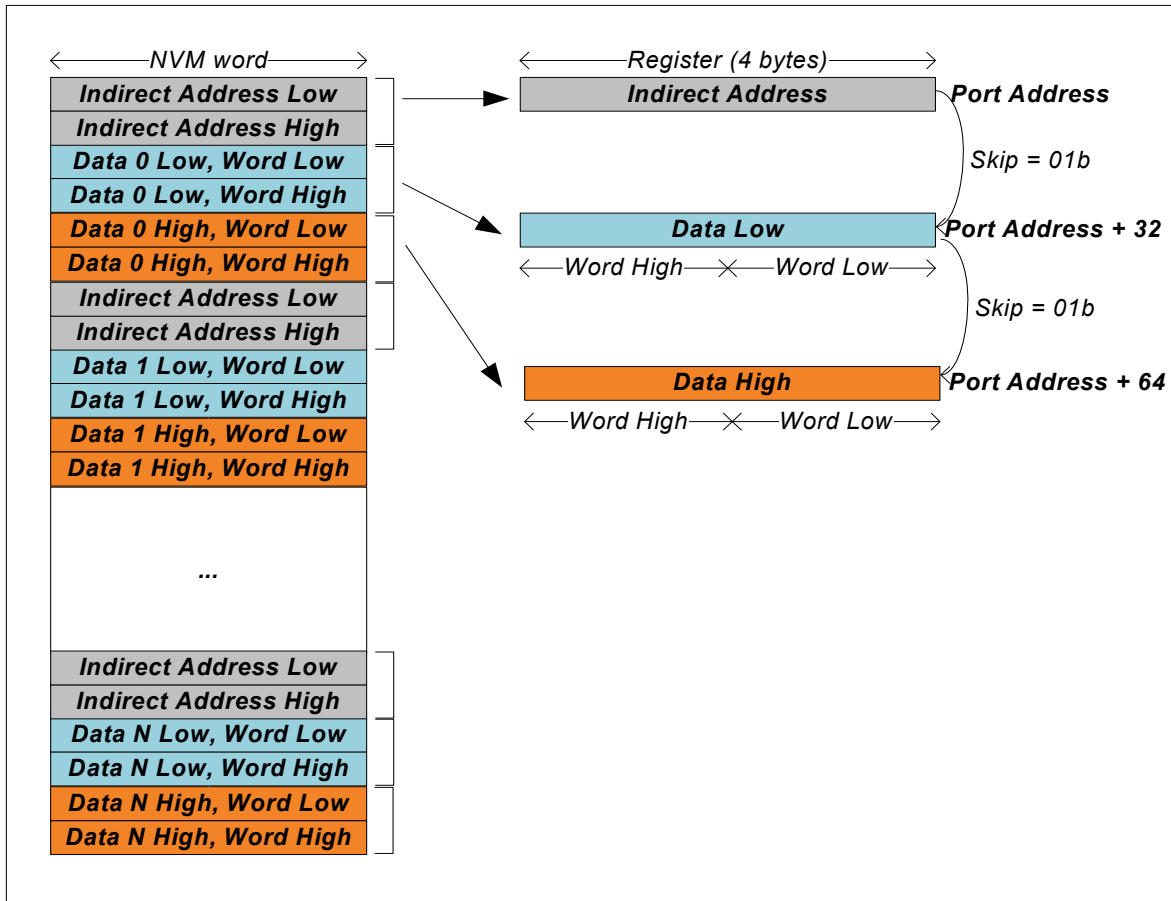 NVM word
Indirect Address Low
Indirect Address High
Data 0 Low, Word Low
Data 0 Low, Word High
Data 0 High, Word Low
Data 0 High, Word High
Indirect Address Low
Indirect Address High
Data 1 Low, Word Low
Data 1 Low, Word High
Data 1 High, Word Low
Data 1 High, Word High
...
Indirect Address Low
Indirect Address High
Data N Low, Word Low
Data N Low, Word High
Data N High, Word Low
Data N High, Word High
Register (4 bytes)
Indirect Address
Port Address
Skip = 01b
Data Low
Port Address + 32
Word High
Word Low
Skip = 01b
Data High
Port Address + 64
Word High
Word Low